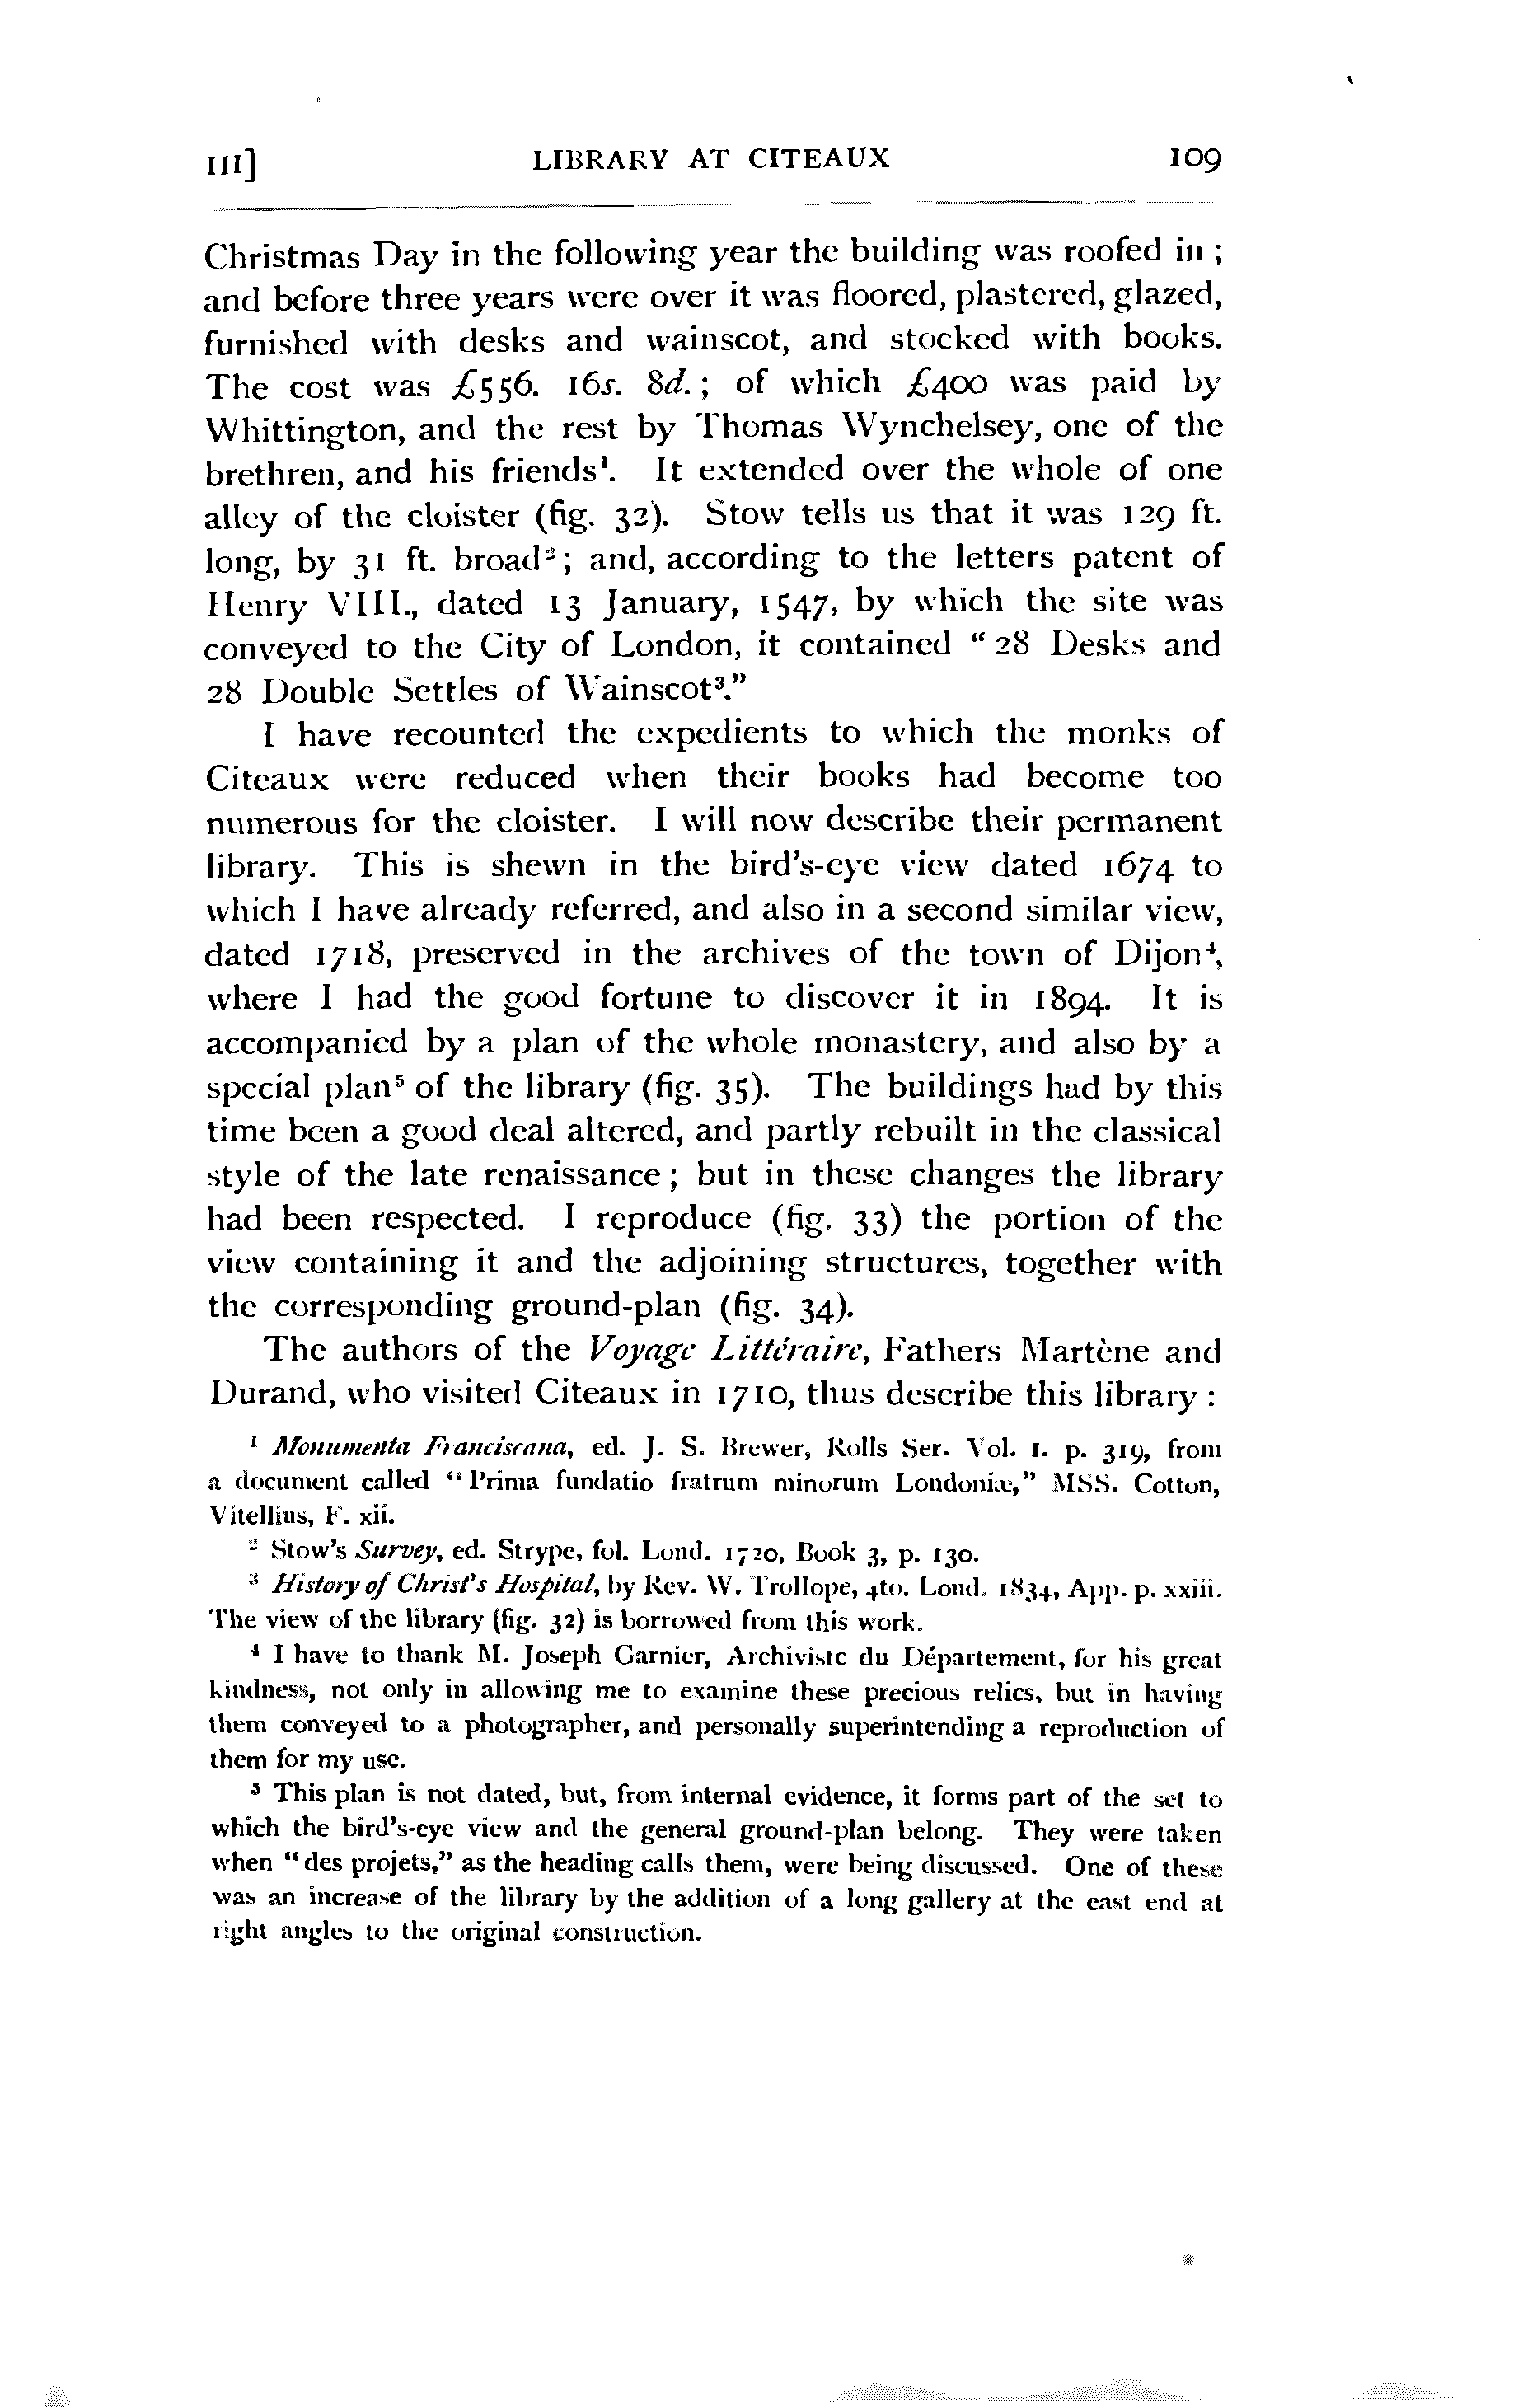 III] LIBRARY AT CITEAUX 109
Christmas Day in the following year the building was roofed in ;
and before three years were over it was floored, plastered, glazed,
furnished with desks and wainscot, and stocked with books.
The cost was £556. 16s. 8d. ; of which £400 was paid by
Whittington, and the rest by Thomas Wynchelsey, one of the
brethren, and his friends¹. It extended over the whole of one
alley of the cloister (fig. 32). Stow tells us that it was 129 ft.
long, by 31 ft. broad² ; and, according to the letters patent of
Henry VIII., dated 13 January, 1547, by which the site was
conveyed to the City of London, it contained “ 28 Desks and
28 Double Settles of Wainscot³.”
I have recounted the expedients to which the monks of
Citeaux were reduced when their books had become too
numerous for the cloister. I will now describe their permanent
library. This is shewn in the bird’s-eye view dated 1674 to
which I have already referred, and also in a second similar view,
dated 1718, preserved in the archives of the town of Dijon⁴,
where I had the good fortune to discover it in 1894. It is
accompanied by a plan of the whole monastery, and also by a
special plan⁵ of the library (fig. 35). The buildings had by this
time been a good deal altered, and partly rebuilt in the classical
style of the late renaissance ; but in these changes the library
had been respected. I reproduce (fig. 33) the portion of the
view containing it and the adjoining structures, together with
the corresponding ground-plan (fig. 34).
The authors of the Voyage Littéraire, Fathers Martène and
Durand, who visited Citeaux in 1710, thus describe this library :
¹ Monumenta Franciscana, ed. J. S. Brewer, Rolls Ser. Vol. I. p. 319, from
a document called “ Prima fundatio fratrum minorum Londoniæ,” MSS. Cotton,
Vitellius, F. xii.
² Stow’s Survey, ed. Strype, fol. Lond. 1720, Book 3, p. 130.
³ History of Christ’s Hospital, by Rev. W. Trollope, 4to. Lond. 1834, App. p. xxiii.
The view of the library (fig. 32) is borrowed from this work.
⁴ I have to thank M. Joseph Garnier, Archiviste du Département, for his great
kindness, not only in allowing me to examine these precious relics, but in having
them conveyed to a photographer, and personally superintending a reproduction of
them for my use.
⁵ This plan is not dated, but, from internal evidence, it forms part of the set to
which the bird’s-eye view and the general ground-plan belong. They were taken
when “ des projets,” as the heading calls them, were being discussed. One of these
was an increase of the library by the addition of a long gallery at the east end at
right angles to the original construction.